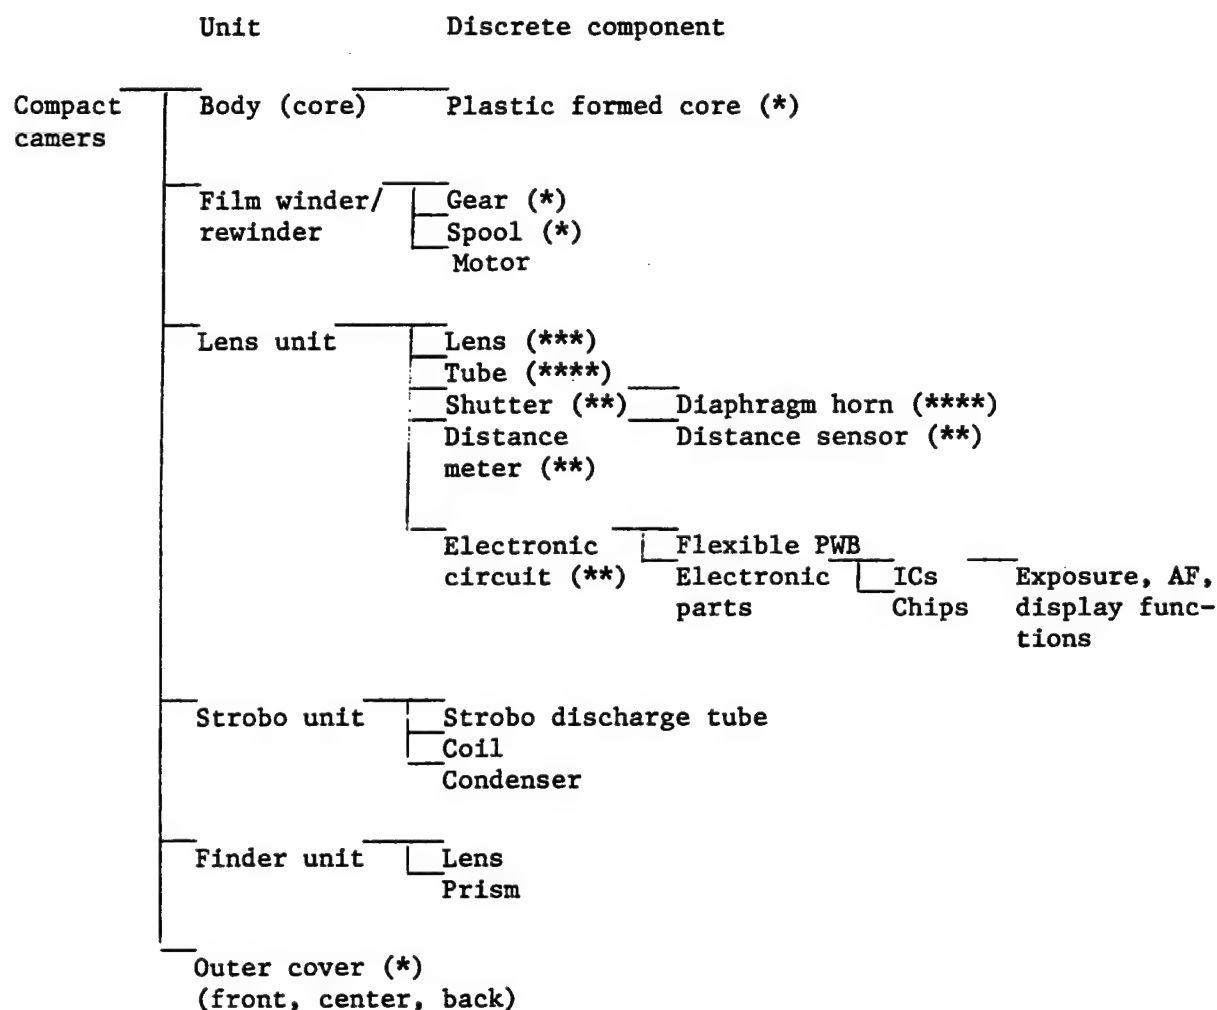 Unit Discrete component
Compact Body (core) Plastic formed core (*)
camers
Film winder/ Gear (*)
rewinder Spool (*)
Motor
Lens unit Lens (***)
Tube (****)
Shutter (**) Diaphragm horn (****)
Distance Distance sensor (**)
meter (**)
Electronic Flexible PWB
circuit (**) Electronic ICs Exposure, AF,
parts Chips display func-
tions
Strobo unit Strobo discharge tube
Coil
Condenser
Finder unit Lens
Prism
Outer cover (*)
(front, center, back)